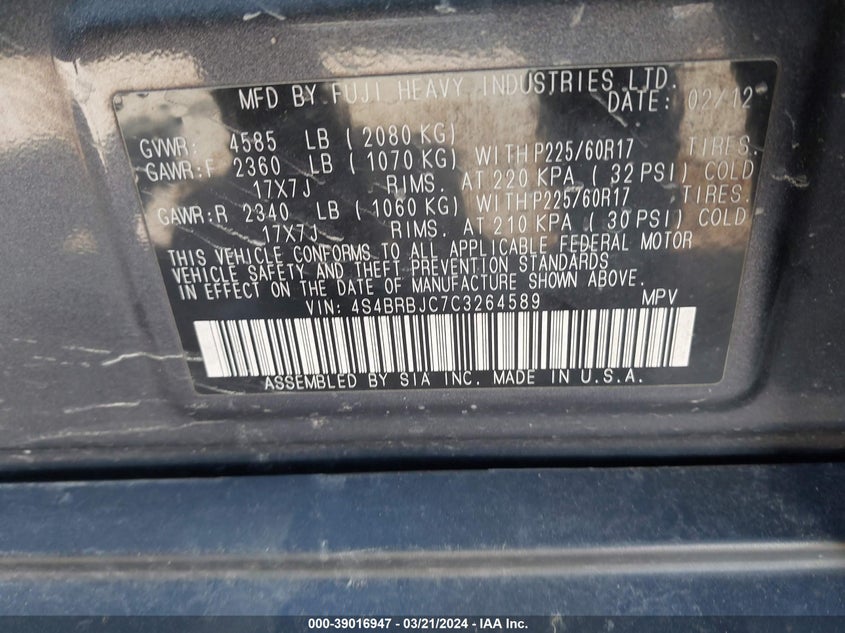 MFD BY FUJI HEAVY INDUSTRIES LTD.
DATE: 02/12
GVWR: 4585 LB (2080 KG)
GAWR:F 2360 LB (1070 KG) WITH P225/60R17 TIRES.
17X7J RIMS. AT 220 KPA (32 PSI) COLD
GAWR:R 2340 LB (1060 KG) WITH P225/60R17 TIRES.
17X7J RIMS. AT 210 KPA (30 PSI) COLD
THIS VEHICLE CONFORMS TO ALL APPLICABLE FEDERAL MOTOR
VEHICLE SAFETY AND THEFT PREVENTION STANDARDS
IN EFFECT ON THE DATE OF MANUFACTURE SHOWN ABOVE.
VIN: 4S4BRBJC7C3264589 MPV
ASSEMBLED BY SIA INC. MADE IN U.S.A.
000-39016947 - 03/21/2024 - IAA Inc.